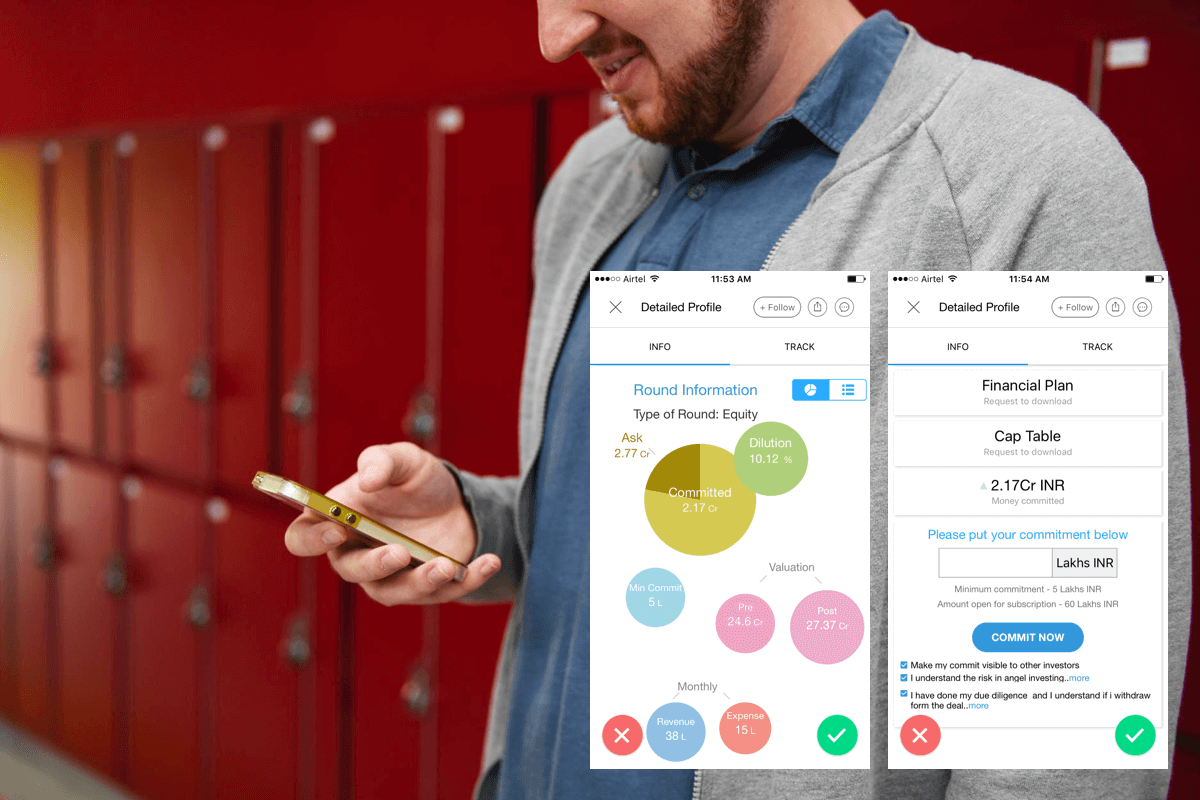 Airtel 11:53 AM
Detailed Profile + Follow
INFO TRACK
Round Information
Type of Round: Equity
Ask
2.77 Cr
Dilution
10.12 %
Committed
2.17 Cr
Min Commit
5 L
Valuation
Pre
24.6 Cr
Post
27.37 Cr
Monthly
Revenue
38 L
Expense
15 L
Airtel 11:54 AM
Detailed Profile + Follow
INFO TRACK
Financial Plan
Request to download
Cap Table
Request to download
2.17Cr INR
Money committed
Please put your commitment below
Lakhs INR
Minimum commitment - 5 Lakhs INR
Amount open for subscription - 60 Lakhs INR
COMMIT NOW
Make my commit visible to other investors
I understand the risk in angel investing..more
I have done my due diligence and I understand if i withdraw
form the deal..more